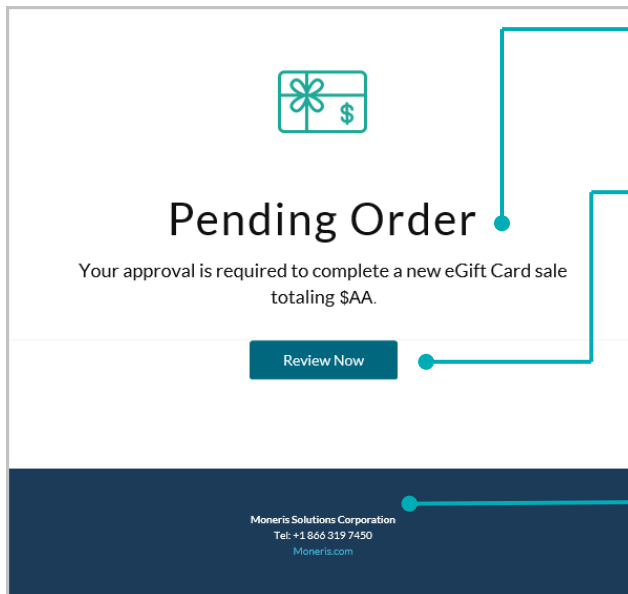 $
Pending Order
Your approval is required to complete a new eGift Card sale
totaling $AA.
Review Now
Moneris Solutions Corporation
Tel: +1 866 319 7450
Moneris.com